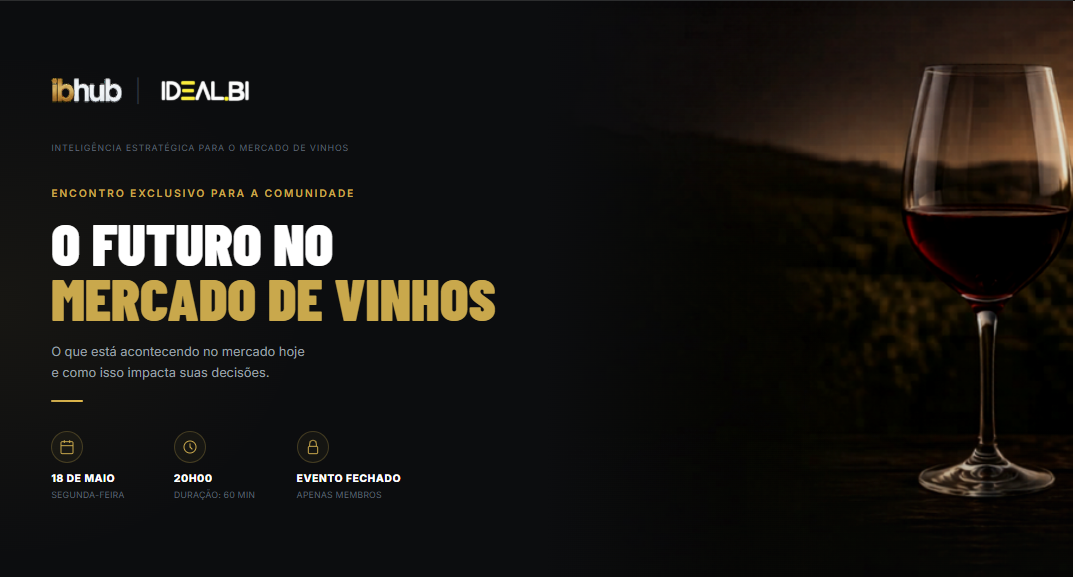 ibhub
IDEAL.BI
INTELIGÊNCIA ESTRATÉGICA PARA O MERCADO DE VINHOS
ENCONTRO EXCLUSIVO PARA A COMUNIDADE
O FUTURO NO
MERCADO DE VINHOS
O que está acontecendo no mercado hoje
e como isso impacta suas decisões.
18 DE MAIO
SEGUNDA-FEIRA
20H00
DURAÇÃO: 60 MIN
EVENTO FECHADO
APENAS MEMBROS